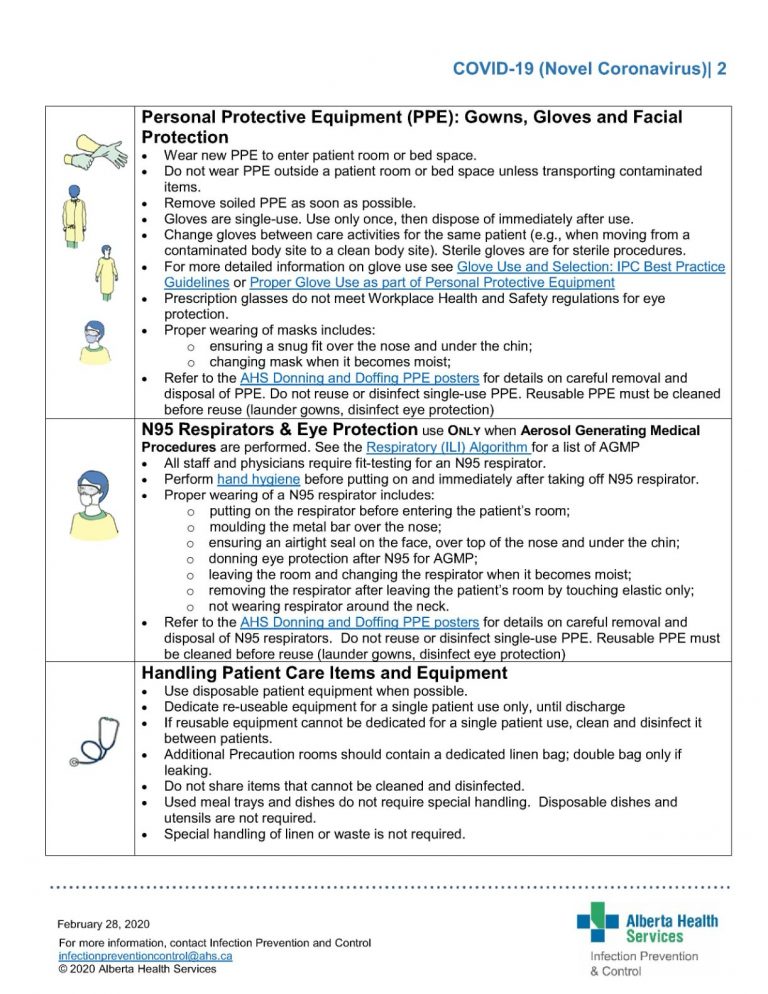 COVID-19 (Novel Coronavirus)| 2
Personal Protective Equipment (PPE): Gowns, Gloves and Facial
Protection
• Wear new PPE to enter patient room or bed space.
• Do not wear PPE outside a patient room or bed space unless transporting contaminated
items.
• Remove soiled PPE as soon as possible.
• Gloves are single-use. Use only once, then dispose of immediately after use.
• Change gloves between care activities for the same patient (e.g., when moving from a
contaminated body site to a clean body site). Sterile gloves are for sterile procedures.
• For more detailed information on glove use see Glove Use and Selection: IPC Best Practice
Guidelines or Proper Glove Use as part of Personal Protective Equipment
• Prescription glasses do not meet Workplace Health and Safety regulations for eye
protection.
• Proper wearing of masks includes:
o ensuring a snug fit over the nose and under the chin;
o changing mask when it becomes moist;
• Refer to the AHS Donning and Doffing PPE posters for details on careful removal and
disposal of PPE. Do not reuse or disinfect single-use PPE. Reusable PPE must be cleaned
before reuse (launder gowns, disinfect eye protection)
N95 Respirators & Eye Protection use ONLY when Aerosol Generating Medical
Procedures are performed. See the Respiratory (ILI) Algorithm for a list of AGMP
• All staff and physicians require fit-testing for an N95 respirator.
• Perform hand hygiene before putting on and immediately after taking off N95 respirator.
• Proper wearing of a N95 respirator includes:
o putting on the respirator before entering the patient's room;
o moulding the metal bar over the nose;
o ensuring an airtight seal on the face, over top of the nose and under the chin;
o donning eye protection after N95 for AGMP;
o leaving the room and changing the respirator when it becomes moist;
o removing the respirator after leaving the patient's room by touching elastic only;
o not wearing respirator around the neck.
• Refer to the AHS Donning and Doffing PPE posters for details on careful removal and
disposal of N95 respirators. Do not reuse or disinfect single-use PPE. Reusable PPE must
be cleaned before reuse (launder gowns, disinfect eye protection)
Handling Patient Care Items and Equipment
• Use disposable patient equipment when possible.
• Dedicate re-useable equipment for a single patient use only, until discharge
• If reusable equipment cannot be dedicated for a single patient use, clean and disinfect it
between patients.
• Additional Precaution rooms should contain a dedicated linen bag; double bag only if
leaking.
• Do not share items that cannot be cleaned and disinfected.
• Used meal trays and dishes do not require special handling. Disposable dishes and
utensils are not required.
• Special handling of linen or waste is not required.
February 28, 2020
For more information, contact Infection Prevention and Control
infectionpreventioncontrol@ahs.ca
© 2020 Alberta Health Services
Alberta Health
Services
Infection Prevention
& Control